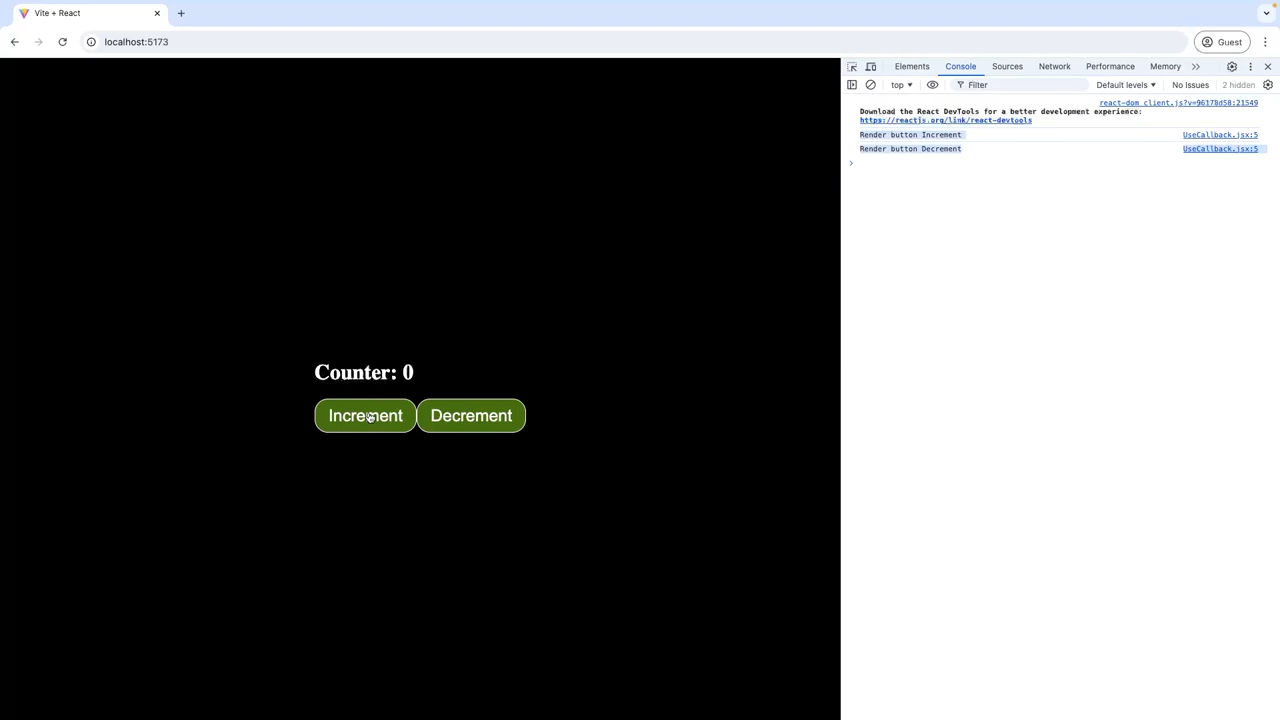 Vite + React
localhost:5173
Guest
Elements Console Sources Network Performance Memory
top Filter Default levels No Issues 2 hidden
react-dom_client.js?v=96178d58:21549
Download the React DevTools for a better development experience:
https://reactjs.org/link/react-devtools
Render button Increment UseCallback.jsx:5
Render button Decrement UseCallback.jsx:5
Counter: 0
Increment Decrement